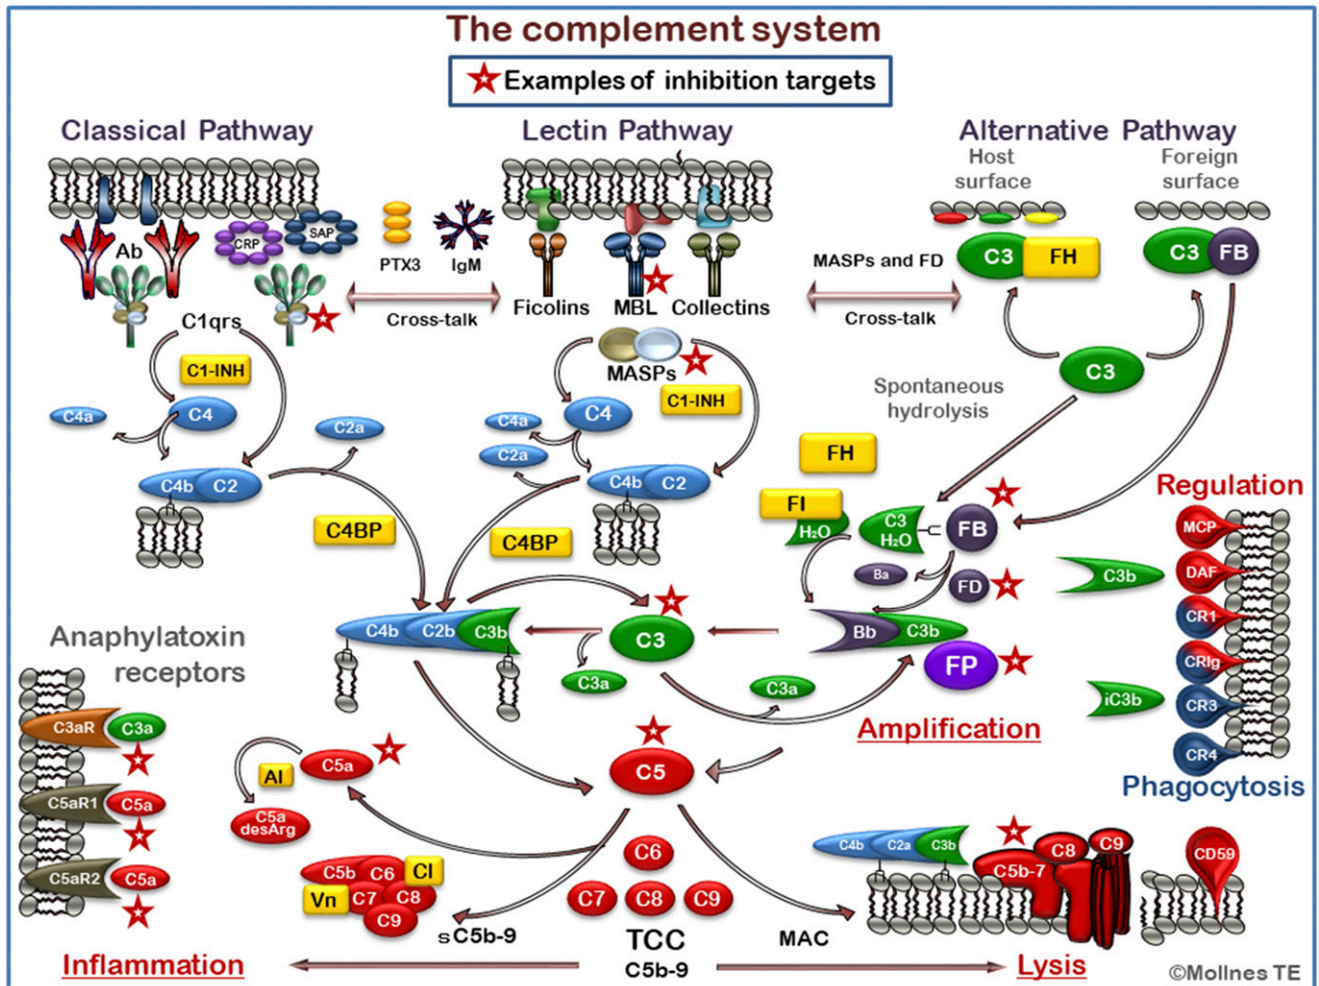 The complement system
Examples of inhibition targets
Classical Pathway
Lectin Pathway
Alternative Pathway
Host
surface
Foreign
surface
Ab
CRP
SAP
PTX3
IgM
Cross-talk
C1qrs
Ficolins
MBL
Collectins
MASPs
MASPs and FD
Cross-talk
C3
FH
C3
FB
C3
Spontaneous
hydrolysis
C1-INH
C4a
C4
C2a
C4b
C2
C4BP
C1-INH
C4a
C4
C2a
C4b
C2
C4BP
FH
FI
H₂O
C3
H₂O
FB
Ba
FD
Bb
C3b
FP
Amplification
C4b
C2b
C3b
C3
C3a
C3a
Regulation
MCP
DAF
CR1
CRIg
CR3
CR4
C3b
iC3b
Phagocytosis
Anaphylatoxin
receptors
C3aR
C3a
C5aR1
C5a
C5aR2
C5a
Inflammation
AI
C5a
C5a
desArg
C5
C5b
C6
CI
Vn
C7
C8
C9
sC5b-9
C6
C7
C8
C9
TCC
C5b-9
MAC
C4b
C2a
C3b
C5b-7
C8
C9
CD59
Lysis
©Mollnes TE